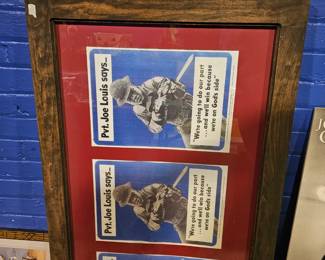 Pvt. Joe Louis says_
"We're going to do our part
...and we'll win because
we're on God's side"
Pvt. Joe Louis says_
"We're going to do our part
...and we'll win because
we're on God's side"